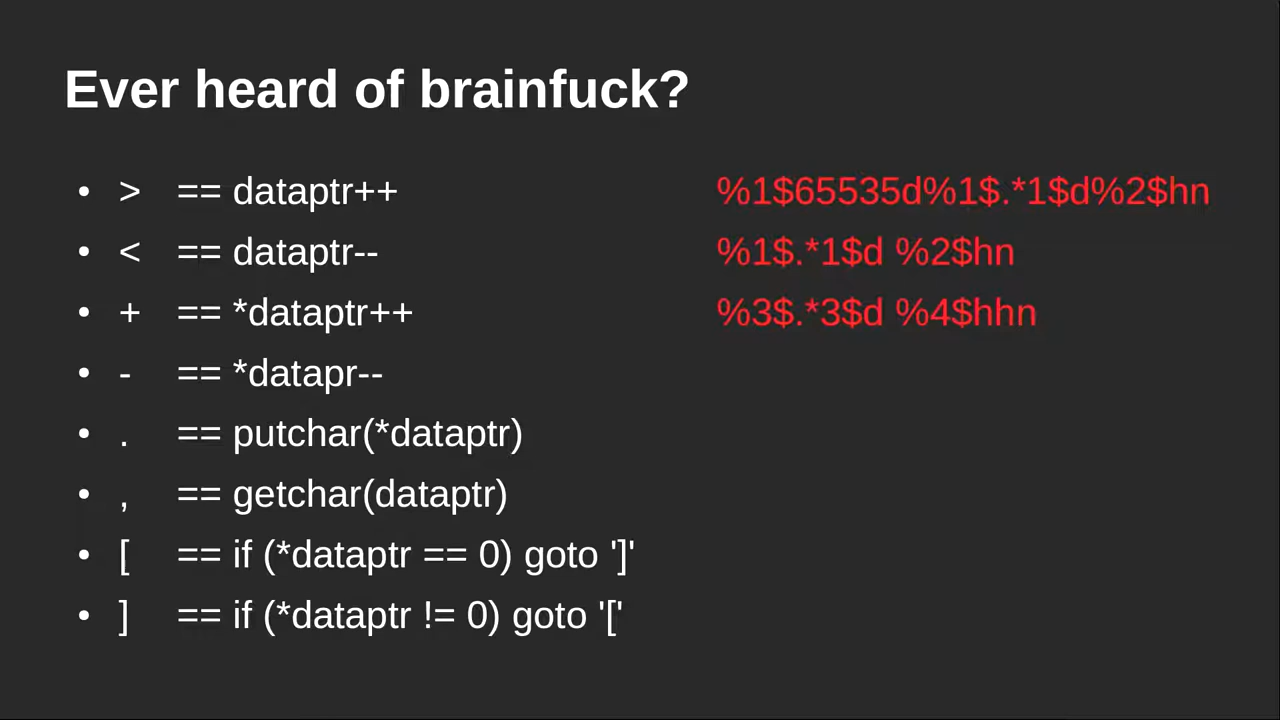 Ever heard of brainfuck?
• > == dataptr++ %1$65535d%1$.*1$d%2$hn
• < == dataptr-- %1$.*1$d %2$hn
• + == *dataptr++ %3$.*3$d %4$hhn
• - == *datapr--
• . == putchar(*dataptr)
• , == getchar(dataptr)
• [ == if (*dataptr == 0) goto ']'
• ] == if (*dataptr != 0) goto '['